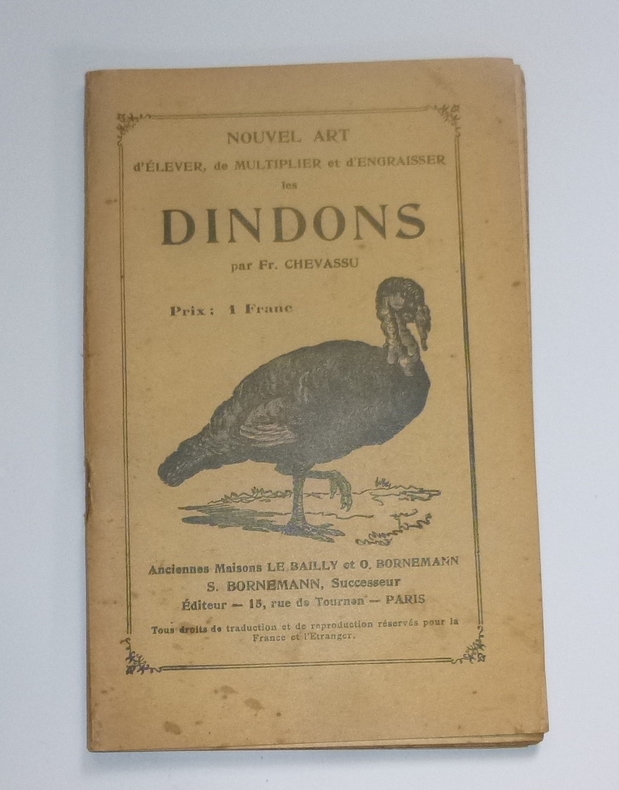 NOUVEL ART
d'ÉLEVER, de MULTIPLIER et d'ENGRAISSER
les
DINDONS
par Fr. CHEVASSU
Prix : 1 Franc
Anciennes Maisons LE BAILLY et O. BORNEMANN
S. BORNEMANN, Successeur
Éditeur — 15, rue de Tournon — PARIS
Tous droits de traduction et de reproduction réservés pour la
France et l'Etranger.